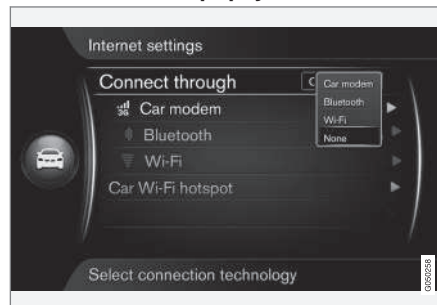 Internet settings
Connect through
Car modem
Bluetooth
Wi-Fi
None
3G Car modem
Bluetooth
Wi-Fi
Car Wi-Fi hotspot
Select connection technology
G050258